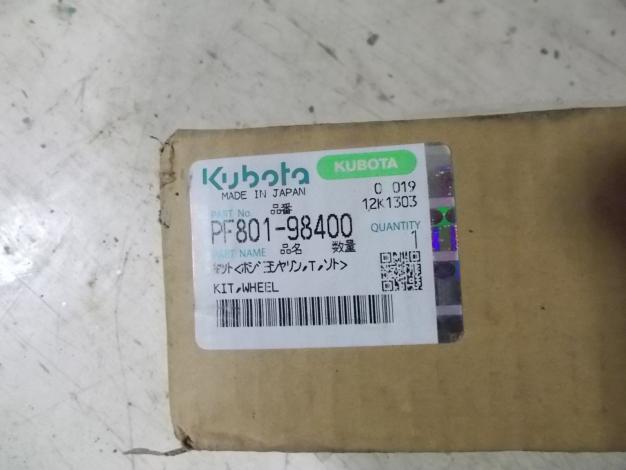 Kubota KUBOTA
MADE IN JAPAN 0 019
品番 12K1303
PART No.
PF801-98400 QUANTITY
品名 数量 1
PART NAME
KIT,WHEEL